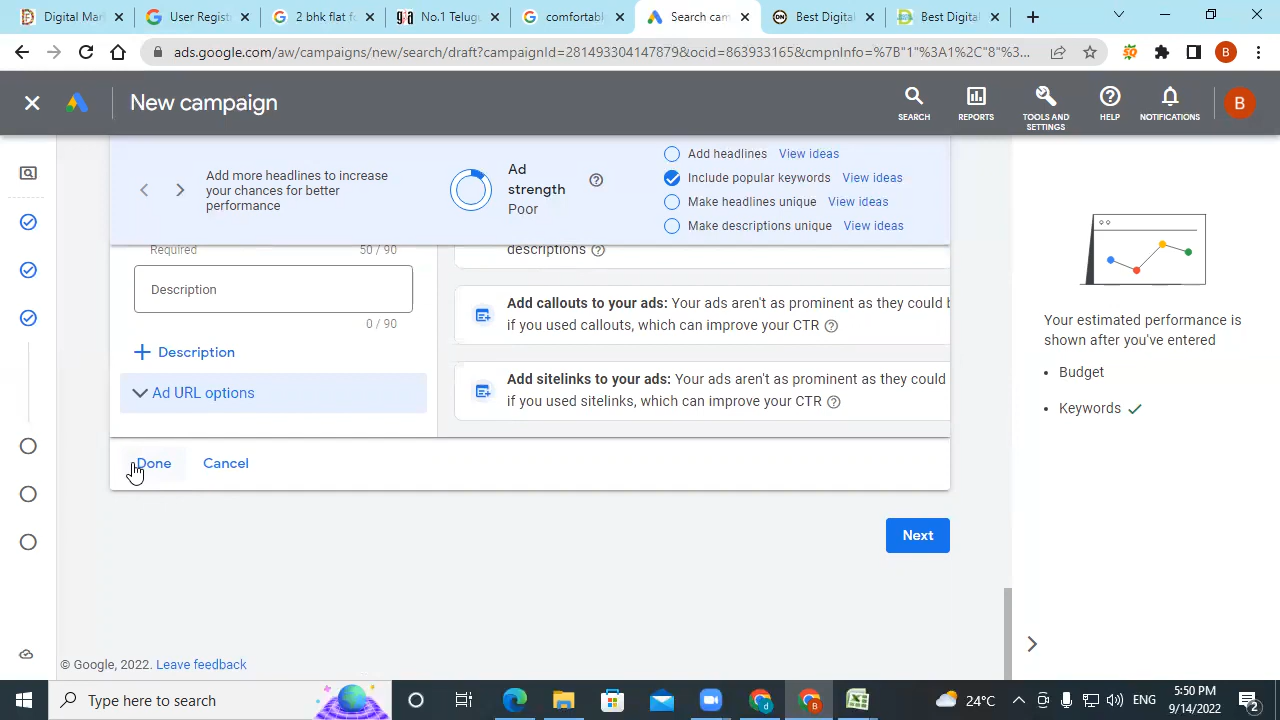 Digital Mar
User Regist
2 bhk flat fo
No.1 Telugu
comfortabl
Search cam
Best Digital
Best Digital
ads.google.com/aw/campaigns/new/search/draft?campaignId=281493304147879&ocid=863933169&cmpnInfo=%7B"1"%3A1%2C"8"%3...
B
New campaign
SEARCH
REPORTS
TOOLS AND SETTINGS
HELP
NOTIFICATIONS
B
Add more headlines to increase
your chances for better
performance
Ad
strength
Poor
Add headlines View ideas
Include popular keywords View ideas
Make headlines unique View ideas
Make descriptions unique View ideas
Required 50 / 90
Description
0 / 90
Description
Ad URL options
descriptions
Add callouts to your ads: Your ads aren't as prominent as they could b
if you used callouts, which can improve your CTR
Add sitelinks to your ads: Your ads aren't as prominent as they could
if you used sitelinks, which can improve your CTR
Done Cancel
Next
Your estimated performance is
shown after you've entered
• Budget
• Keywords
© Google, 2022. Leave feedback
Type here to search
24°C
ENG
5:50 PM
9/14/2022
2